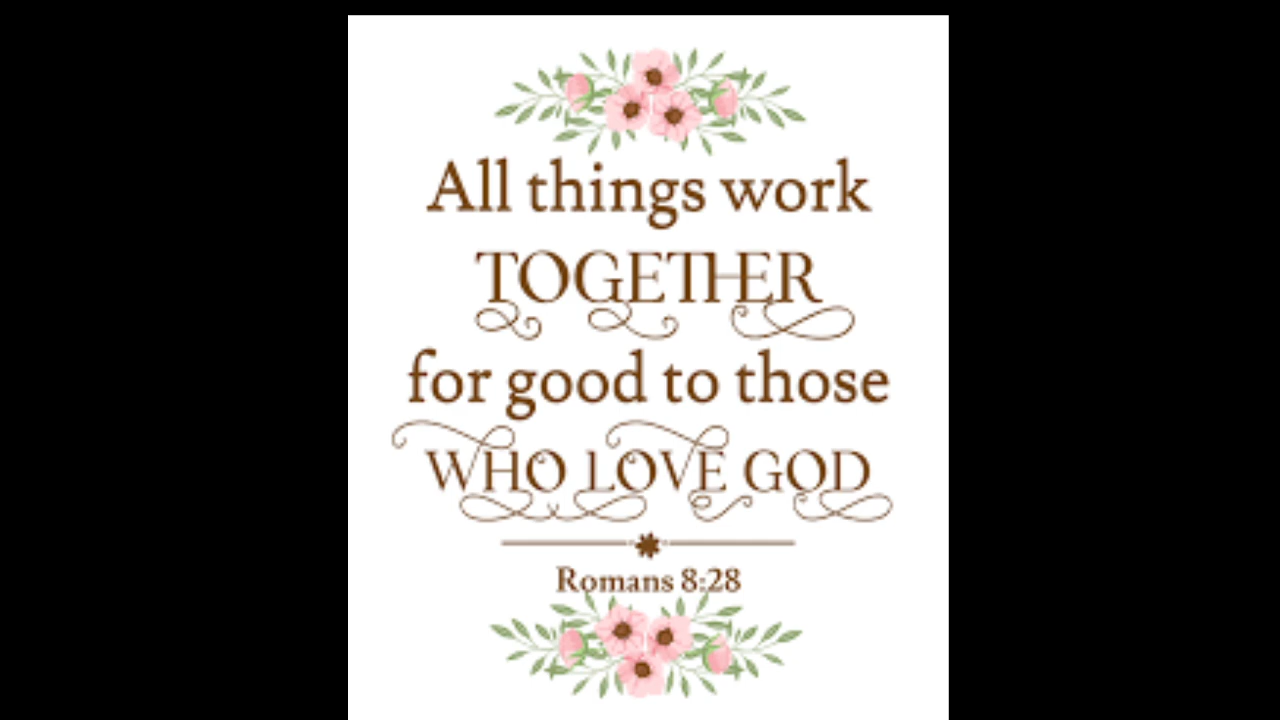 All things work
TOGETHER
for good to those
WHO LOVE GOD
Romans 8:28